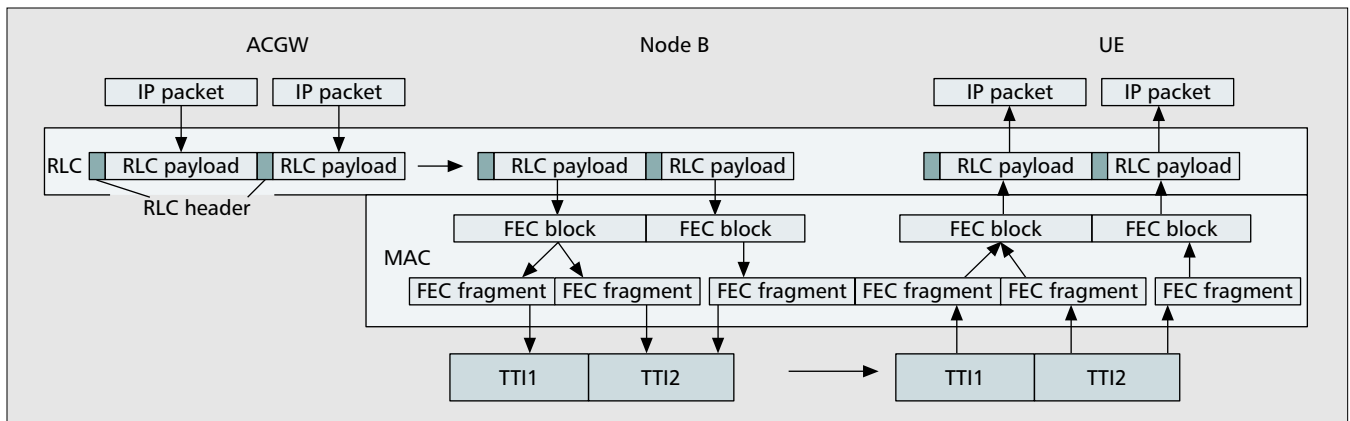 ACGW Node B UE
IP packet IP packet IP packet IP packet
RLC RLC payload RLC payload RLC payload RLC payload RLC payload RLC payload
RLC header
FEC block FEC block FEC block FEC block
MAC
FEC fragment FEC fragment FEC fragment FEC fragment FEC fragment FEC fragment
TTI1 TTI2 TTI1 TTI2